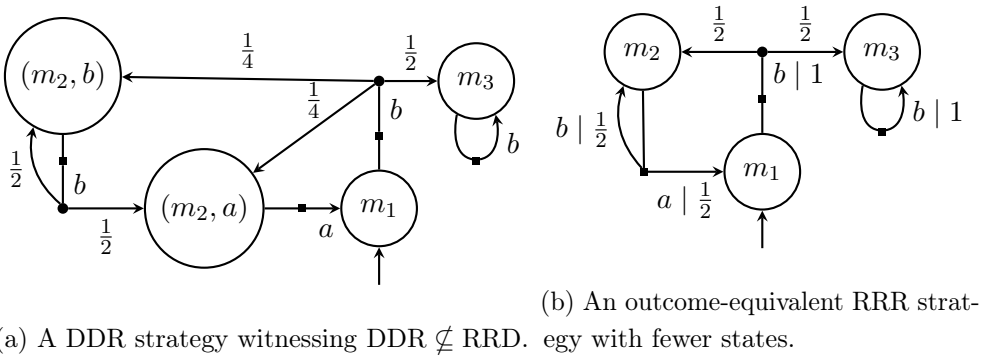 (m₂, b)
1/4
1/2
m₃
1/4
b
b
1/2
b
(m₂, a)
1/2
a
m₁
1/2
1/2
m₂
m₃
b | 1
b | 1/2
b | 1
m₁
a | 1/2
(a) A DDR strategy witnessing DDR ⊈ RRD.
(b) An outcome-equivalent RRR strat-
egy with fewer states.